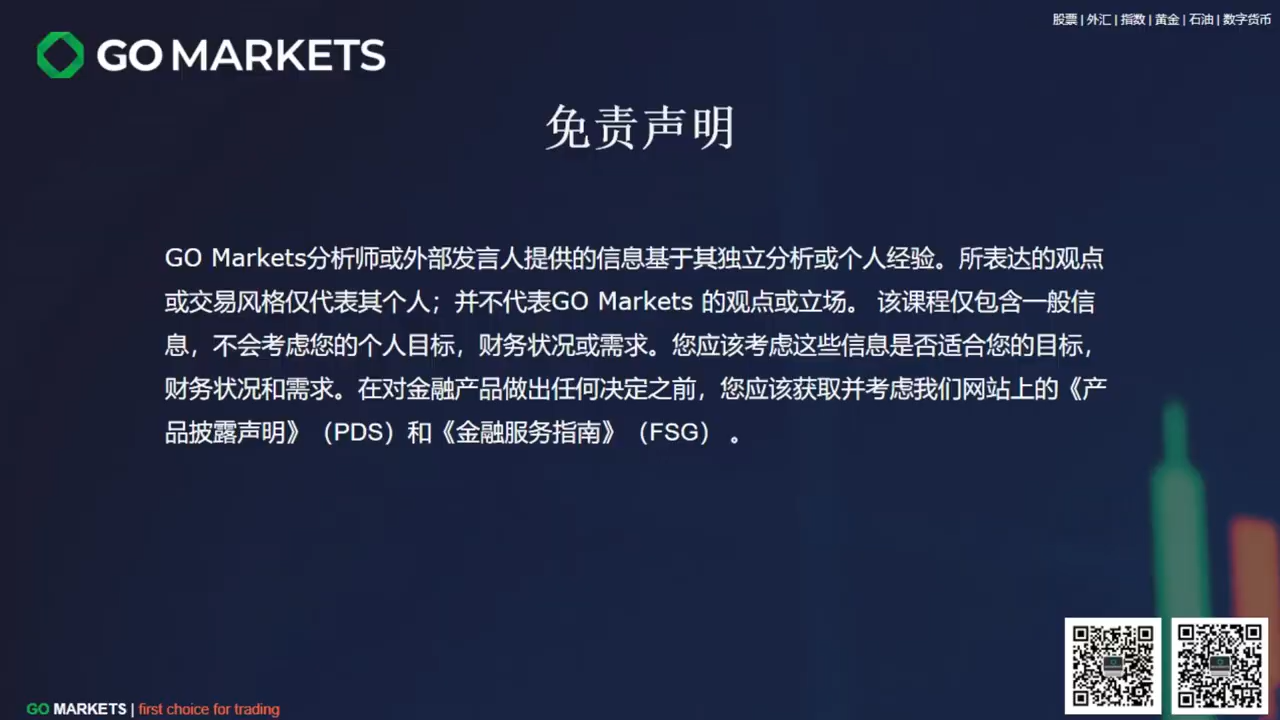 股票 | 外汇 | 指数 | 黄金 | 石油 | 数字货币
GO MARKETS
免责声明
GO Markets分析师或外部发言人提供的信息基于其独立分析或个人经验。所表达的观点
或交易风格仅代表其个人；并不代表GO Markets 的观点或立场。 该课程仅包含一般信
息，不会考虑您的个人目标，财务状况或需求。您应该考虑这些信息是否适合您的目标，
财务状况和需求。在对金融产品做出任何决定之前，您应该获取并考虑我们网站上的《产
品披露声明》（PDS）和《金融服务指南》（FSG） 。
GO MARKETS | first choice for trading